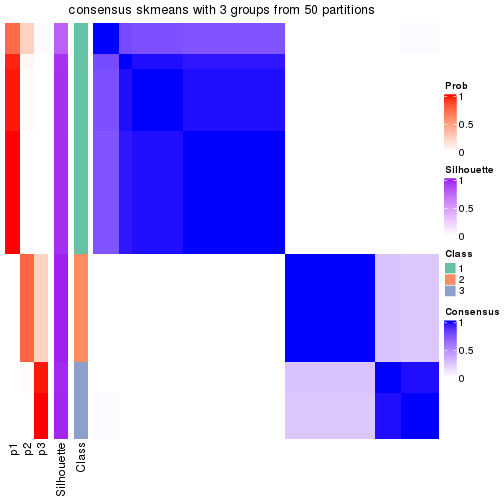 consensus skmeans with 3 groups from 50 partitions
Prob
1
0.5
0
Silhouette
1
0.5
0
Class
1
2
3
Consensus
1
0.5
0
p1
p2
p3
Silhouette
Class